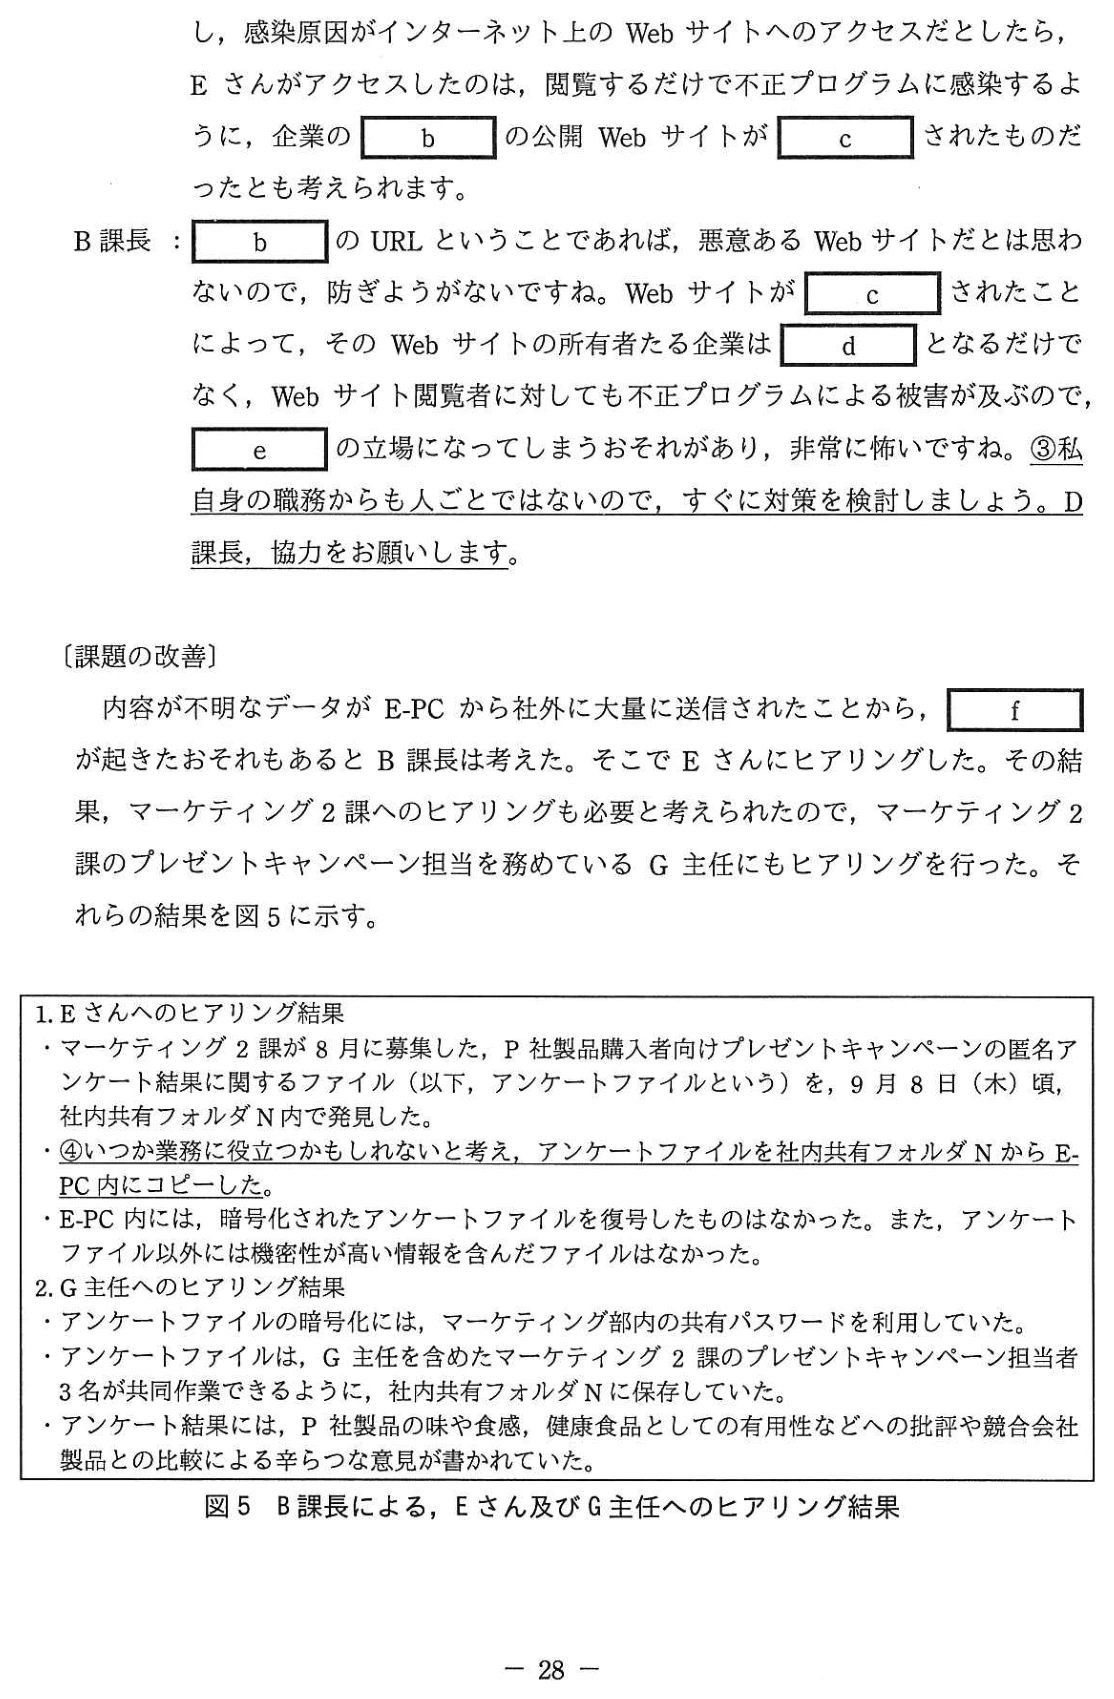 し，感染原因がインターネット上の Web サイトへのアクセスだとしたら，
E さんがアクセスしたのは，閲覧するだけで不正プログラムに感染するよ
うに，企業の b の公開 Web サイトが c されたものだ
ったとも考えられます。
B 課長 ： b の URL ということであれば，悪意ある Web サイトだとは思わ
ないので，防ぎようがないですね。Web サイトが c されたこと
によって，その Web サイトの所有者たる企業は d となるだけで
なく，Web サイト閲覧者に対しても不正プログラムによる被害が及ぶので，
e の立場になってしまうおそれがあり，非常に怖いですね。③私
自身の職務からも人ごとではないので，すぐに対策を検討しましょう。D
課長，協力をお願いします。
〔課題の改善〕
内容が不明なデータが E-PC から社外に大量に送信されたことから， f
が起きたおそれもあると B 課長は考えた。そこで E さんにヒアリングした。その結
果，マーケティング 2 課へのヒアリングも必要と考えられたので，マーケティング 2
課のプレゼントキャンペーン担当を務めている G 主任にもヒアリングを行った。そ
れらの結果を図 5 に示す。
1. E さんへのヒアリング結果
・マーケティング 2 課が 8 月に募集した，P 社製品購入者向けプレゼントキャンペーンの匿名ア
ンケート結果に関するファイル（以下，アンケートファイルという）を，9 月 8 日（木）頃，
社内共有フォルダ N 内で発見した。
・④いつか業務に役立つかもしれないと考え，アンケートファイルを社内共有フォルダ N から E-
PC 内にコピーした。
・E-PC 内には，暗号化されたアンケートファイルを復号したものはなかった。また，アンケート
ファイル以外には機密性が高い情報を含んだファイルはなかった。
2. G 主任へのヒアリング結果
・アンケートファイルの暗号化には，マーケティング部内の共有パスワードを利用していた。
・アンケートファイルは，G 主任を含めたマーケティング 2 課のプレゼントキャンペーン担当者
3 名が共同作業できるように，社内共有フォルダ N に保存していた。
・アンケート結果には，P 社製品の味や食感，健康食品としての有用性などへの批評や競合会社
製品との比較による辛らつな意見が書かれていた。
図 5　B 課長による，E さん及び G 主任へのヒアリング結果
－ 28 －